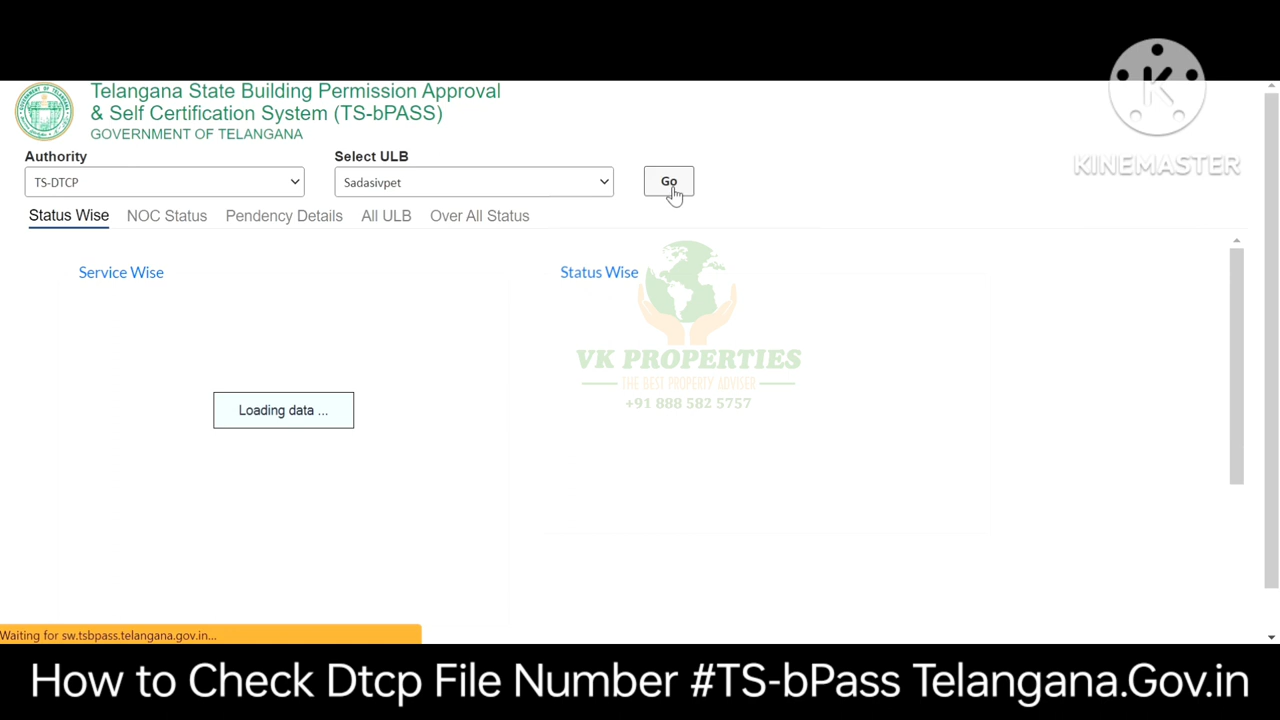 Telangana State Building Permission Approval
& Self Certification System (TS-bPASS)
GOVERNMENT OF TELANGANA
KINEMASTER
Authority
Select ULB
TS-DTCP
Sadasivpet
Go
Status Wise
NOC Status
Pendency Details
All ULB
Over All Status
Service Wise
Status Wise
VK PROPERTIES
THE BEST PROPERTY ADVISER
+91 888 582 5757
Loading data ...
Waiting for sw.tsbpass.telangana.gov.in...
How to Check Dtcp File Number #TS-bPass Telangana.Gov.in